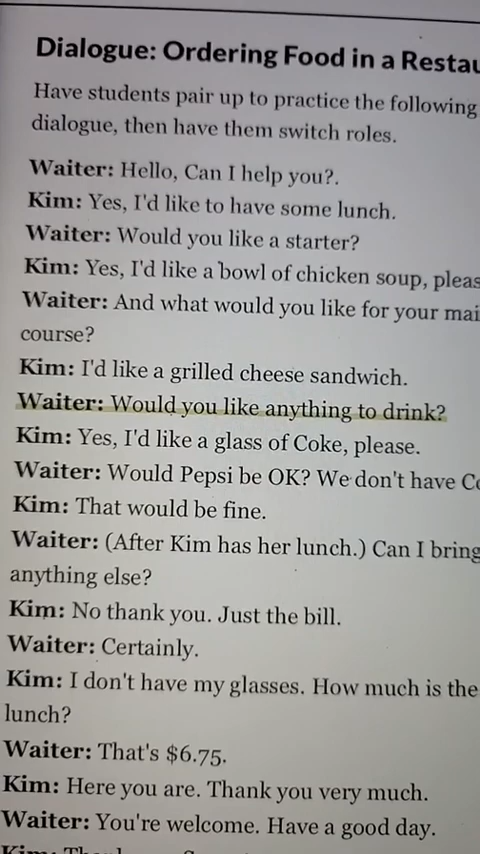 Dialogue: Ordering Food in a
Have students pair up to practice the following
dialogue, then have them switch roles.
Waiter: Hello, Can I help you?.
Kim: Yes, I'd like to have some lunch.
Waiter: Would you like a starter?
Kim: Yes, I'd like a bowl of chicken soup,
Waiter: And what would you like for your
course?
Kim: I'd like a grilled cheese sandwich.
Waiter: Would you like anything to drink?
Kim: Yes, I'd like a glass of Coke, please.
Waiter: Would Pepsi be OK? We don't have
Kim: That would be fine.
Waiter: (After Kim has her lunch.) Can I bring
anything else?
Kim: No thank you. Just the bill.
Waiter: Certainly.
Kim: I don't have my glasses. How much is the
lunch?
Waiter: That's $6.75.
Kim: Here you are. Thank you very much.
Waiter: You're welcome. Have a good day.